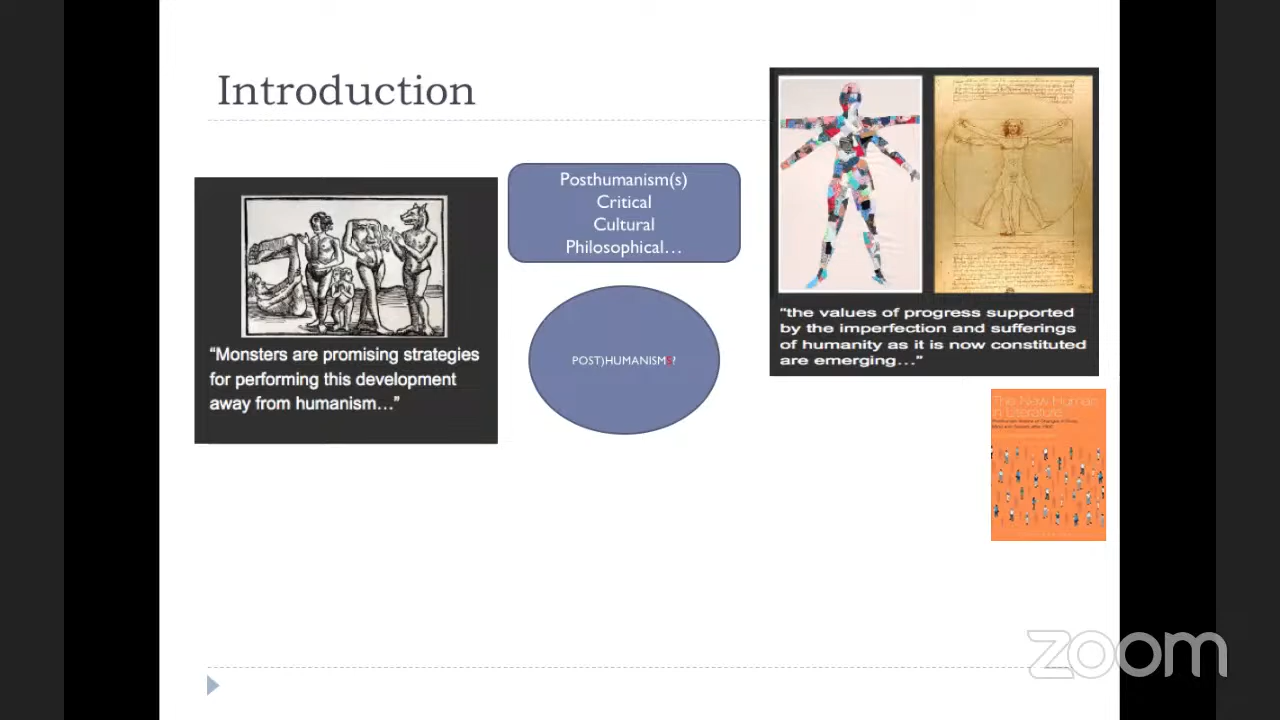 Introduction
Posthumanism(s)
Critical
Cultural
Philosophical…
POST)HUMANISMS?
“Monsters are promising strategies
for performing this development
away from humanism…”
“the values of progress supported
by the imperfection and sufferings
of humanity as it is now constituted
are emerging…”
The New Human
in Literature
zoom